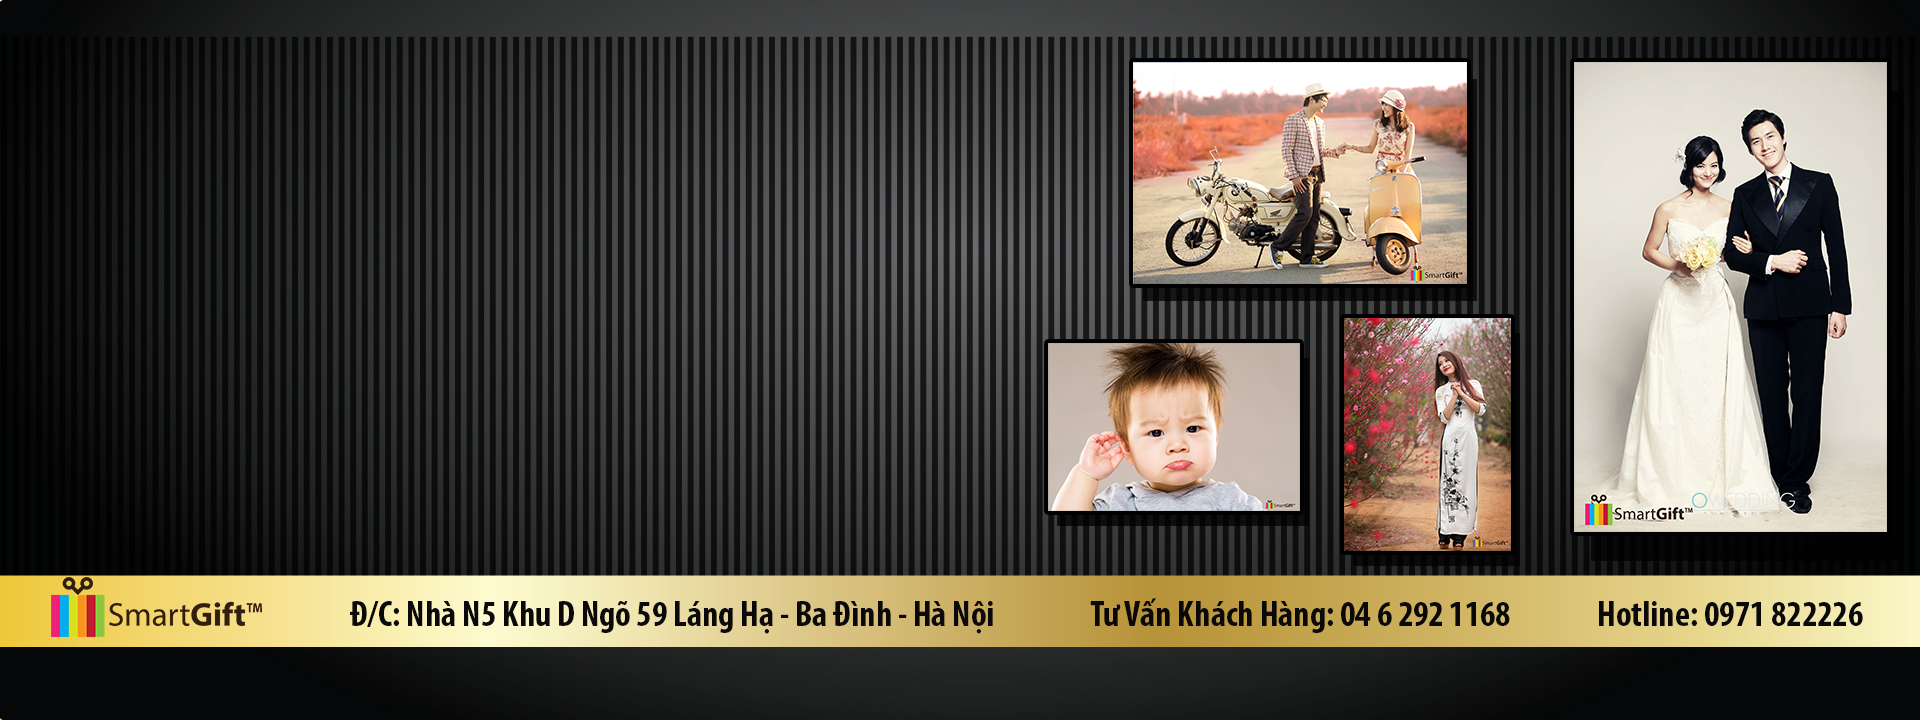 SmartGift™
SmartGift™
SmartGift™
SmartGift™
WEDDING
SmartGift™
Đ/C: Nhà N5 Khu D Ngõ 59 Láng Hạ - Ba Đình - Hà Nội
Tư Vấn Khách Hàng: 04 6 292 1168
Hotline: 0971 822226